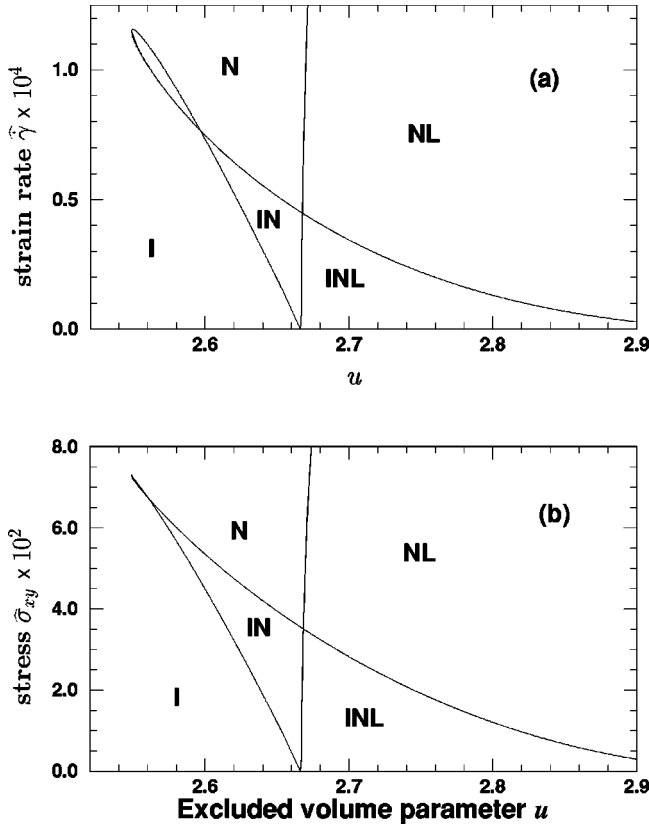 1.0
0.5
0.0
strain rate γ̂̇ × 10⁴
N
(a)
NL
IN
I
INL
2.6
2.7
2.8
2.9
u
8.0
6.0
4.0
2.0
0.0
stress σ̂xy × 10²
N
(b)
NL
IN
I
INL
2.6
2.7
2.8
2.9
Excluded volume parameter u